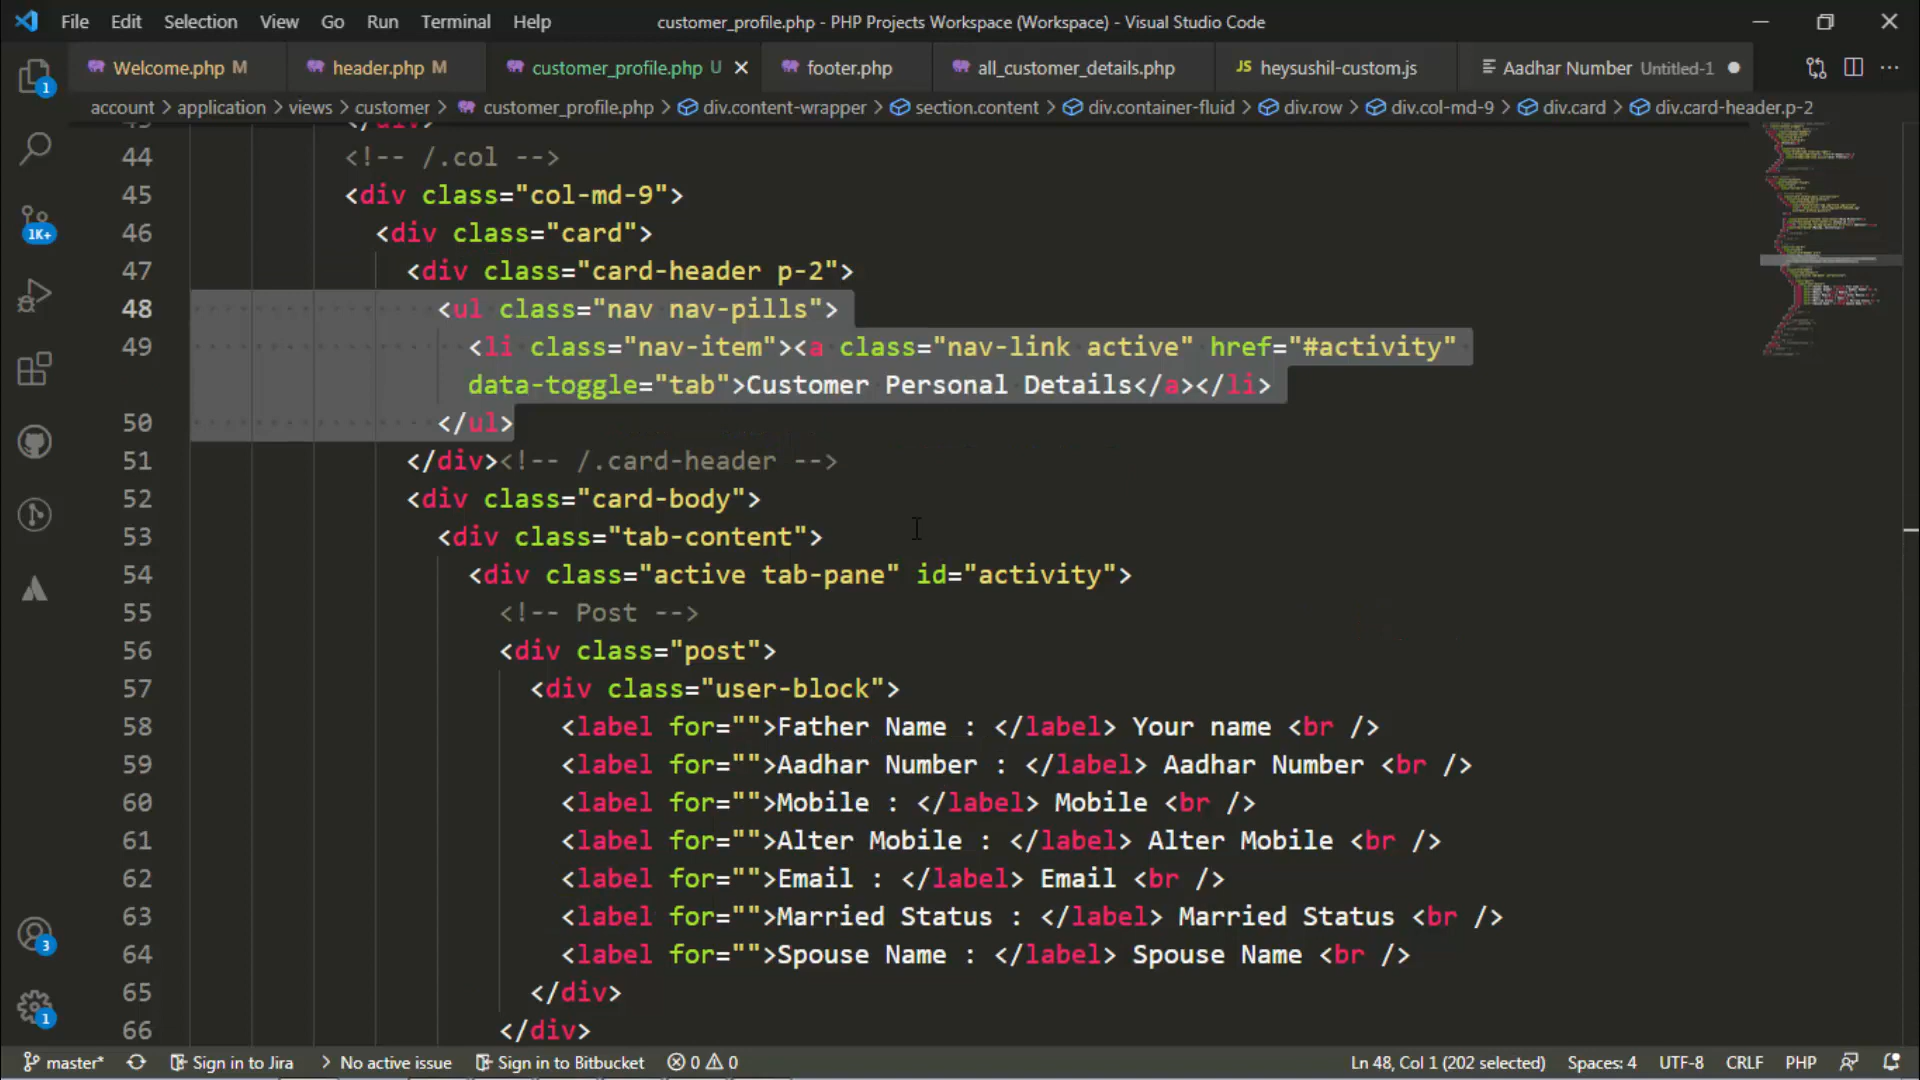 File Edit Selection View Go Run Terminal Help customer_profile.php - PHP Projects Workspace (Workspace) - Visual Studio Code
Welcome.php M header.php M customer_profile.php U footer.php all_customer_details.php JS heysushil-custom.js Aadhar Number Untitled-1
account > application > views > customer > customer_profile.php > div.content-wrapper > section.content > div.container-fluid > div.row > div.col-md-9 > div.card > div.card-header.p-2
44 <!-- /.col -->
45 <div class="col-md-9">
46 <div class="card">
47 <div class="card-header p-2">
48 <ul class="nav nav-pills">
49 <li class="nav-item"><a class="nav-link active" href="#activity"
data-toggle="tab">Customer Personal Details</a></li>
50 </ul>
51 </div><!-- /.card-header -->
52 <div class="card-body">
53 <div class="tab-content">
54 <div class="active tab-pane" id="activity">
55 <!-- Post -->
56 <div class="post">
57 <div class="user-block">
58 <label for="">Father Name : </label> Your name <br />
59 <label for="">Aadhar Number : </label> Aadhar Number <br />
60 <label for="">Mobile : </label> Mobile <br />
61 <label for="">Alter Mobile : </label> Alter Mobile <br />
62 <label for="">Email : </label> Email <br />
63 <label for="">Married Status : </label> Married Status <br />
64 <label for="">Spouse Name : </label> Spouse Name <br />
65 </div>
66 </div>
1
1K+
3
1
master* Sign in to Jira No active issue Sign in to Bitbucket 0 0 Ln 48, Col 1 (202 selected) Spaces: 4 UTF-8 CRLF PHP